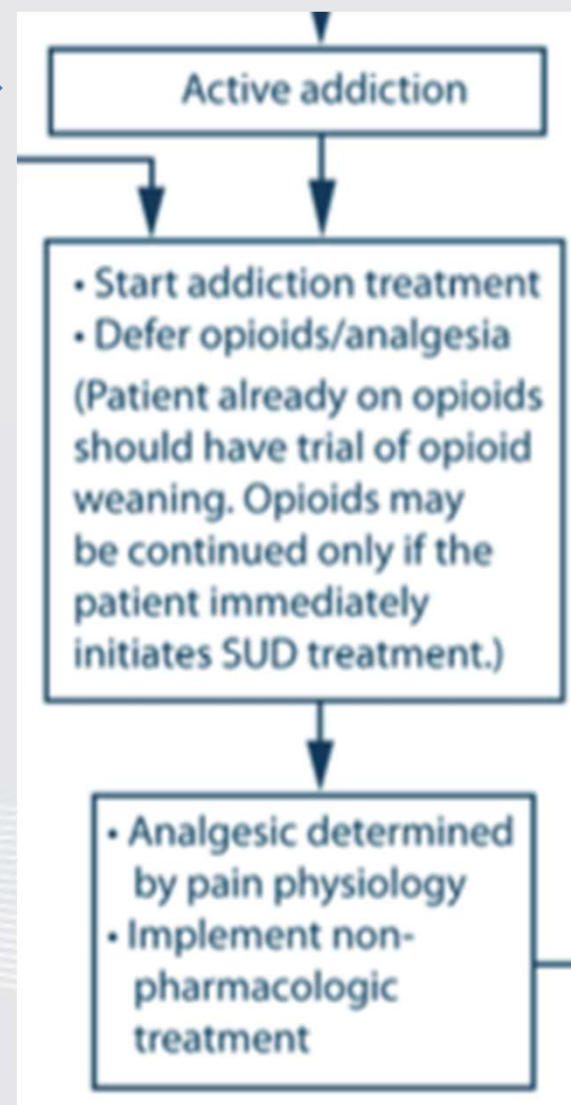 Active addiction
• Start addiction treatment
• Defer opioids/analgesia
(Patient already on opioids
should have trial of opioid
weaning. Opioids may
be continued only if the
patient immediately
initiates SUD treatment.)
• Analgesic determined
by pain physiology
• Implement non-
pharmacologic
treatment